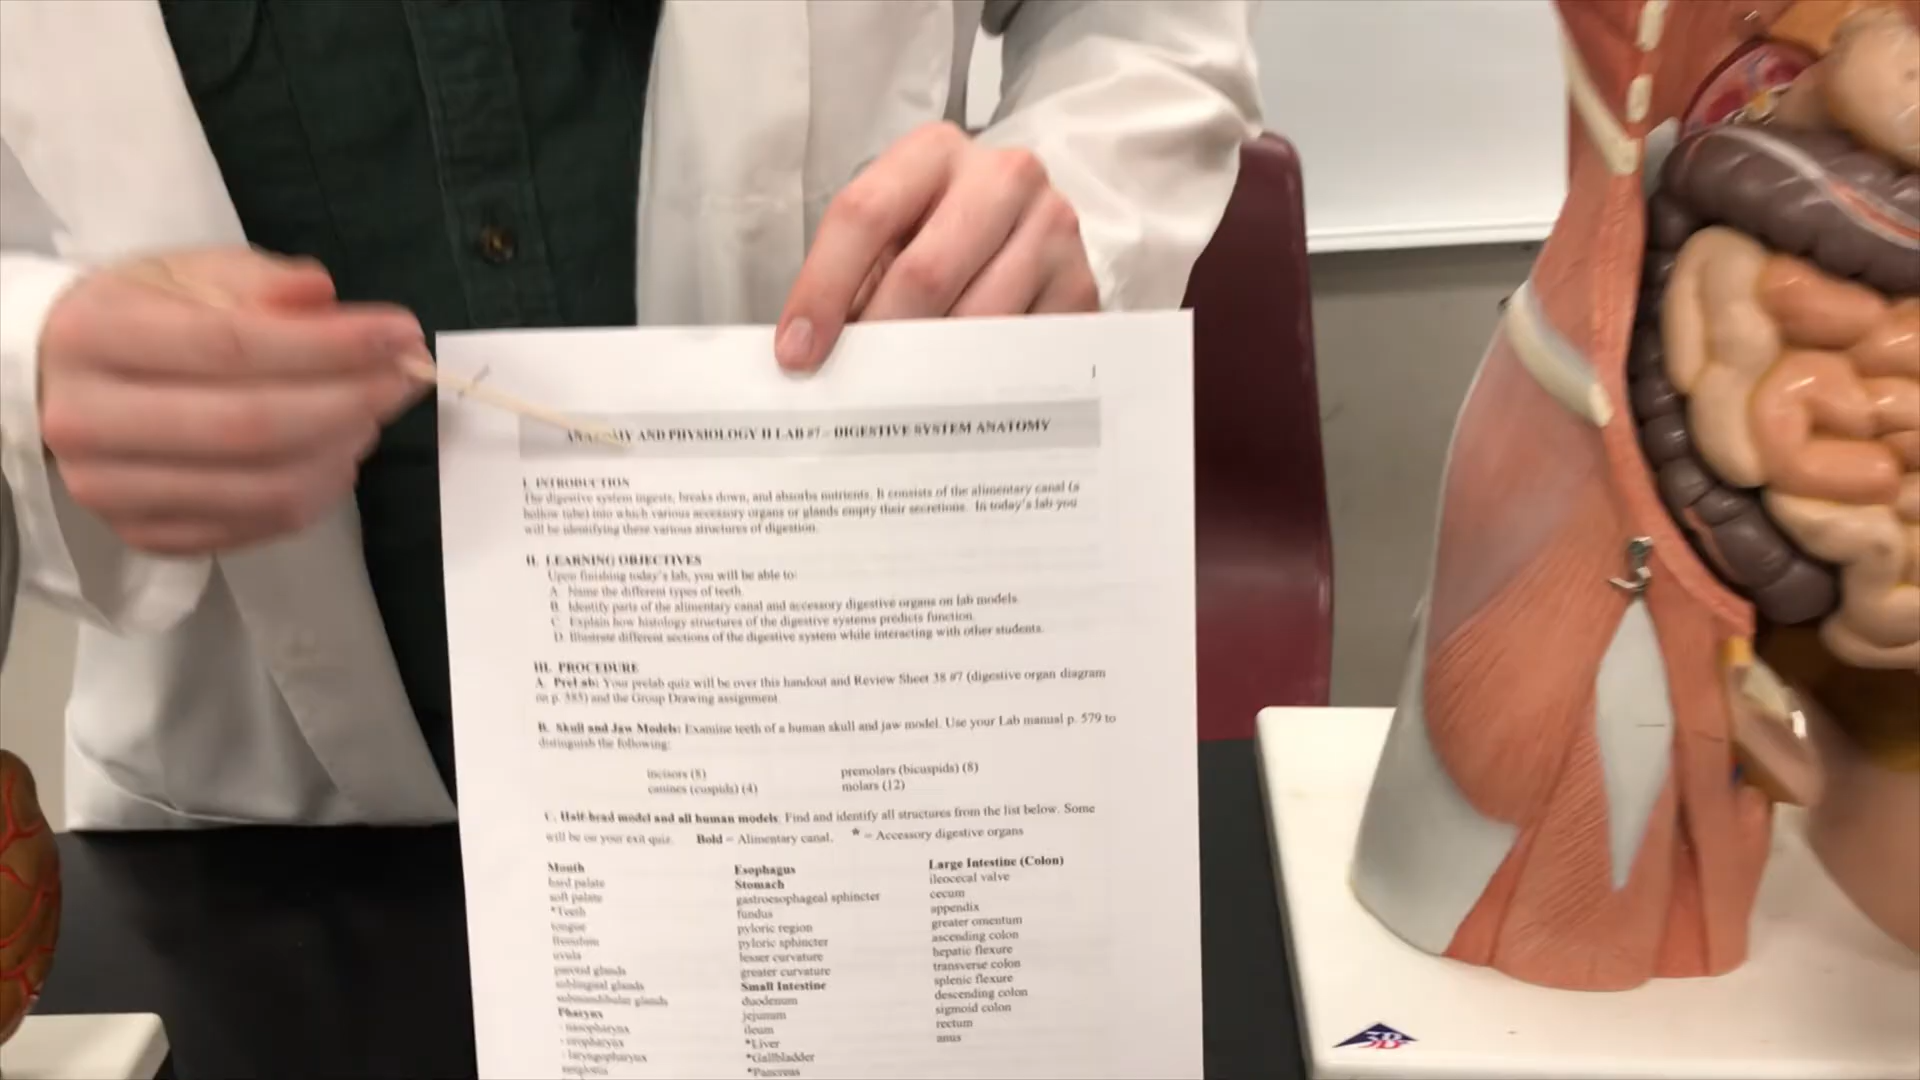 1
ANATOMY AND PHYSIOLOGY II LAB #7 – DIGESTIVE SYSTEM ANATOMY
I. INTRODUCTION
The digestive system ingests, breaks down, and absorbs nutrients. It consists of the alimentary canal (a
hollow tube) into which various accessory organs or glands empty their secretions. In today's lab you
will be identifying these various structures of digestion.
II. LEARNING OBJECTIVES
Upon finishing today's lab, you will be able to:
A. Name the different types of teeth.
B. Identify parts of the alimentary canal and accessory digestive organs on lab models.
C. Explain how histology structures of the digestive systems predicts function.
D. Illustrate different sections of the digestive system while interacting with other students.
III. PROCEDURE
A. PreLab: Your prelab quiz will be over this handout and Review Sheet 38 #7 (digestive organ diagram
on p. 585) and the Group Drawing assignment.
B. Skull and Jaw Models: Examine teeth of a human skull and jaw model. Use your Lab manual p. 579 to
distinguish the following:
incisors (8) premolars (bicuspids) (8)
canines (cuspids) (4) molars (12)
C. Half-head model and all human models: Find and identify all structures from the list below. Some
will be on your exit quiz. Bold = Alimentary canal. * = Accessory digestive organs
Mouth
hard palate
soft palate
*Teeth
tongue
frenulum
uvula
parotid glands
sublingual glands
submandibular glands
Pharynx
- nasopharynx
- oropharynx
- laryngopharynx
Esophagus
Stomach
gastroesophageal sphincter
fundus
pyloric region
pyloric sphincter
lesser curvature
greater curvature
Small Intestine
duodenum
jejunum
ileum
*Liver
*Gallbladder
*Pancreas
Large Intestine (Colon)
ileocecal valve
cecum
appendix
greater omentum
ascending colon
hepatic flexure
transverse colon
splenic flexure
descending colon
sigmoid colon
rectum
anus
3B